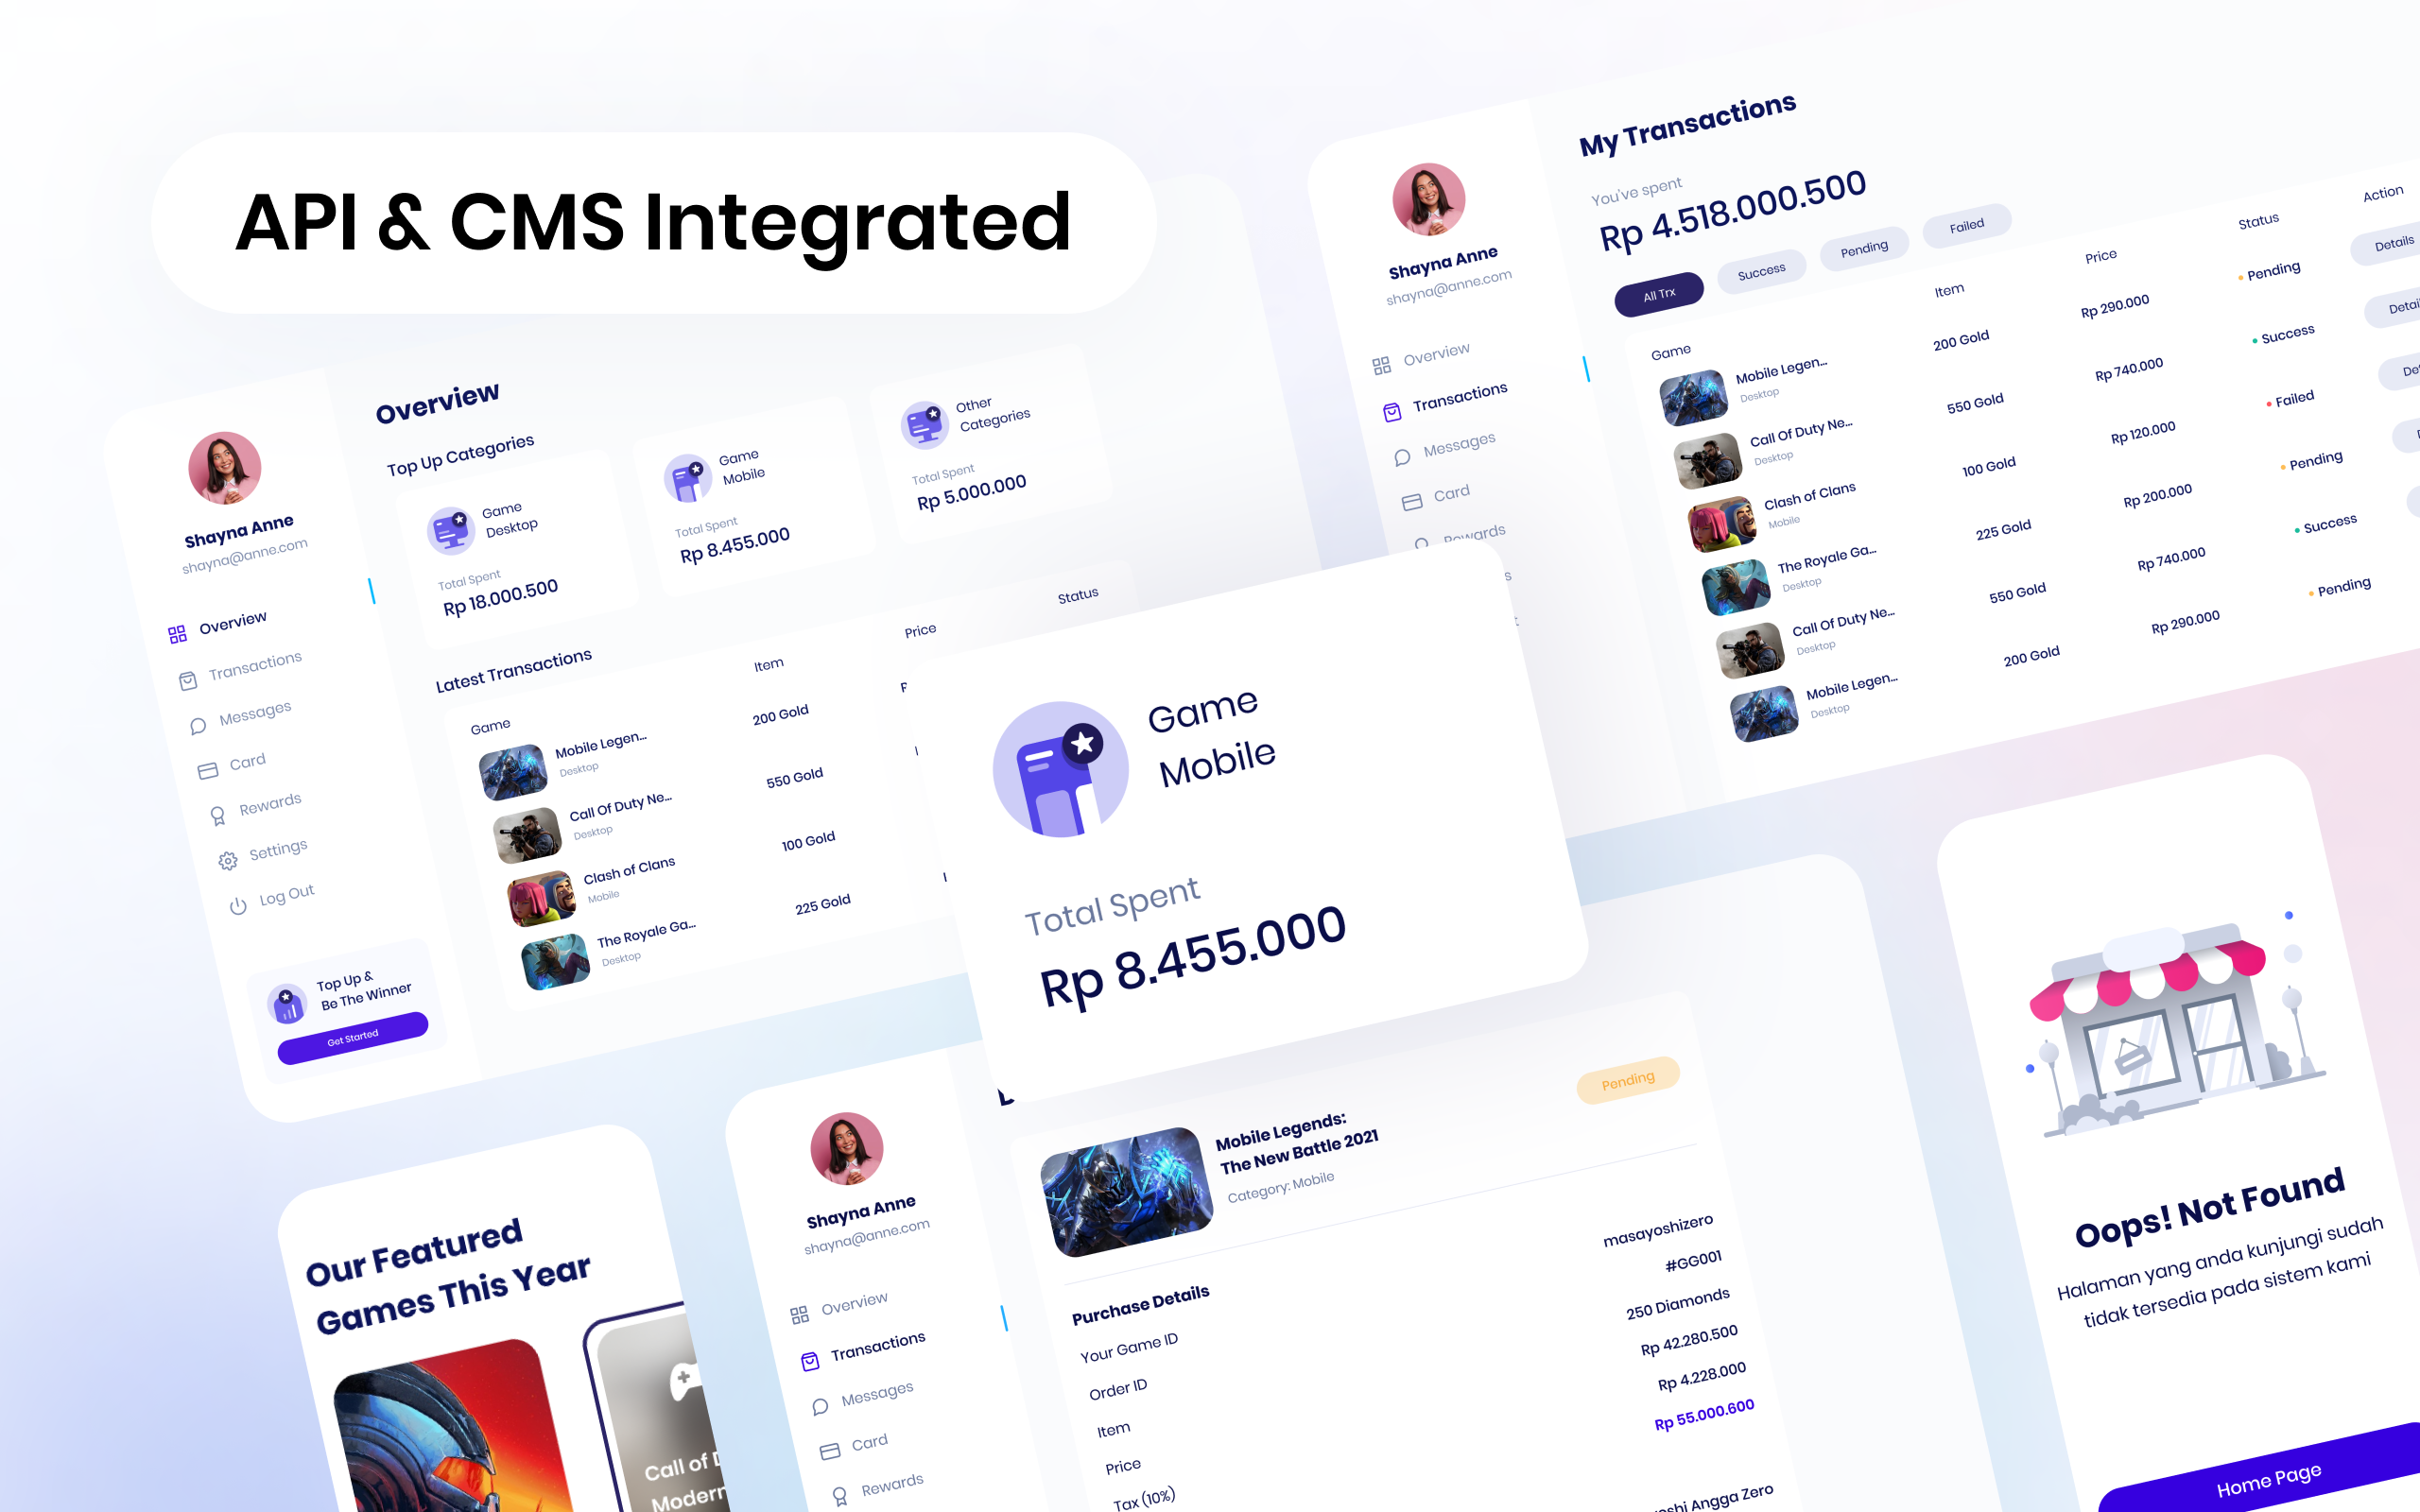 API & CMS Integrated
Shayna Anne
shayna@anne.com
Overview
Transactions
Messages
Card
Rewards
Settings
Log Out
Top Up &
Be The Winner
Get Started
Overview
Top Up Categories
Game
Desktop
Total Spent
Rp 18.000.500
Game
Mobile
Total Spent
Rp 8.455.000
Other
Categories
Total Spent
Rp 5.000.000
Latest Transactions
Game
Item
Price
Status
Mobile Legen...
Desktop
200 Gold
Call Of Duty Ne...
Desktop
550 Gold
Clash of Clans
Mobile
100 Gold
The Royale Ga...
Desktop
225 Gold
Shayna Anne
shayna@anne.com
Overview
Transactions
Messages
Card
Rewards
My Transactions
You've spent
Rp 4.518.000.500
All Trx
Success
Pending
Failed
Game
Item
Price
Status
Action
Mobile Legen...
Desktop
200 Gold
Rp 290.000
Pending
Details
Call Of Duty Ne...
Desktop
550 Gold
Rp 740.000
Success
Clash of Clans
Mobile
100 Gold
Rp 120.000
Failed
The Royale Ga...
Desktop
225 Gold
Rp 200.000
Pending
Call Of Duty Ne...
Desktop
550 Gold
Rp 740.000
Success
Mobile Legen...
Desktop
200 Gold
Rp 290.000
Pending
Game
Mobile
Total Spent
Rp 8.455.000
Our Featured
Games This Year
Call of
Modern
Shayna Anne
shayna@anne.com
Overview
Transactions
Messages
Card
Rewards
Mobile Legends:
The New Battle 2021
Category: Mobile
Pending
Purchase Details
Your Game ID
masayoshizero
Order ID
#GG001
Item
250 Diamonds
Price
Rp 42.280.500
Tax (10%)
Rp 4.228.000
Rp 55.000.600
Angga Zero
Oops! Not Found
Halaman yang anda kunjungi sudah
tidak tersedia pada sistem kami
Home Page